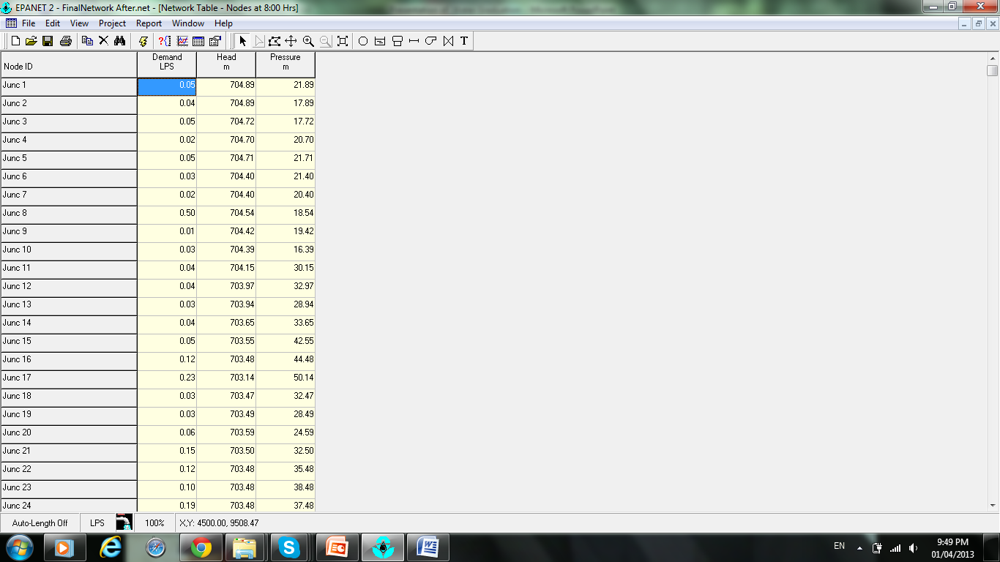 EPANET 2 - FinalNetwork After.net - [Network Table - Nodes at 8:00 Hrs]
File Edit View Project Report Window Help
Node ID Demand LPS Head m Pressure m
Junc 1 0.05 704.89 21.89
Junc 2 0.04 704.89 17.89
Junc 3 0.05 704.72 17.72
Junc 4 0.02 704.70 20.70
Junc 5 0.05 704.71 21.71
Junc 6 0.03 704.40 21.40
Junc 7 0.02 704.40 20.40
Junc 8 0.50 704.54 18.54
Junc 9 0.01 704.42 19.42
Junc 10 0.03 704.39 16.39
Junc 11 0.04 704.15 30.15
Junc 12 0.04 703.97 32.97
Junc 13 0.03 703.94 28.94
Junc 14 0.04 703.65 33.65
Junc 15 0.05 703.55 42.55
Junc 16 0.12 703.48 44.48
Junc 17 0.23 703.14 50.14
Junc 18 0.03 703.47 32.47
Junc 19 0.03 703.49 28.49
Junc 20 0.06 703.59 24.59
Junc 21 0.15 703.50 32.50
Junc 22 0.12 703.48 35.48
Junc 23 0.10 703.48 38.48
Junc 24 0.19 703.48 37.48
Auto-Length Off LPS 100% X,Y: 4500.00, 9508.47
EN 9:49 PM
01/04/2013